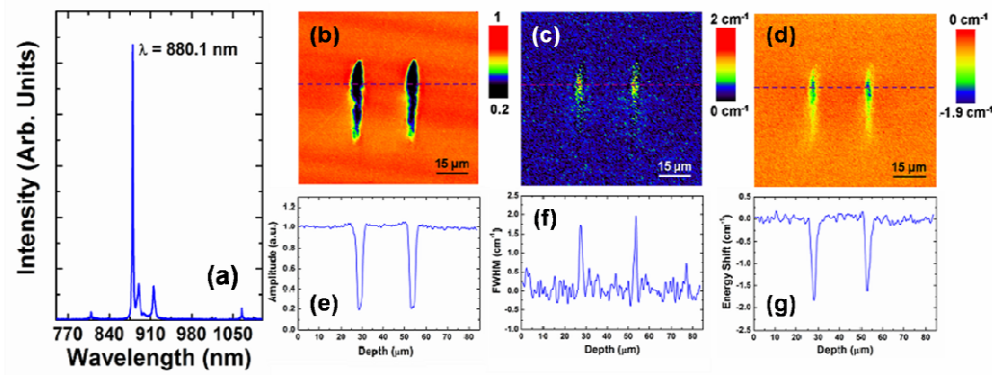 Intensity (Arb. Units)
λ = 880.1 nm
(a)
770 840 910 980 1050
Wavelength (nm)
(b)
1
0.2
15 μm
(c)
2 cm⁻¹
0 cm⁻¹
15 μm
(d)
0 cm⁻¹
-1.9 cm⁻¹
15 μm
Amplitude (a.u.)
1.2
1.0
0.8
0.6
0.4
0.2
0.0
(e)
0 10 20 30 40 50 60 70 80
Depth (μm)
FWHM (cm⁻¹)
2.5
2.0
1.5
1.0
0.5
0.0
-0.5
-1.0
(f)
0 10 20 30 40 50 60 70 80
Depth (μm)
Energy Shift (cm⁻¹)
0.5
0.0
-0.5
-1.0
-1.5
-2.0
-2.5
(g)
0 10 20 30 40 50 60 70 80
Depth (μm)